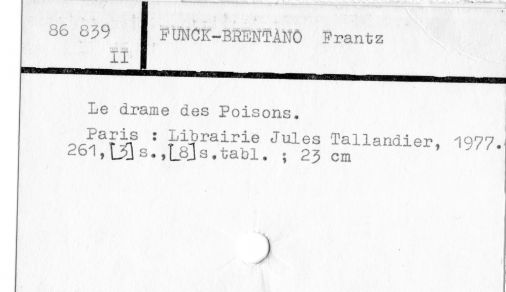 86 839
II
FUNCK-BRENTANO Frantz
Le drame des Poisons.
Paris : Librairie Jules Tallandier, 1977.
261,[3]s.,[8]s.tabl. ; 23 cm